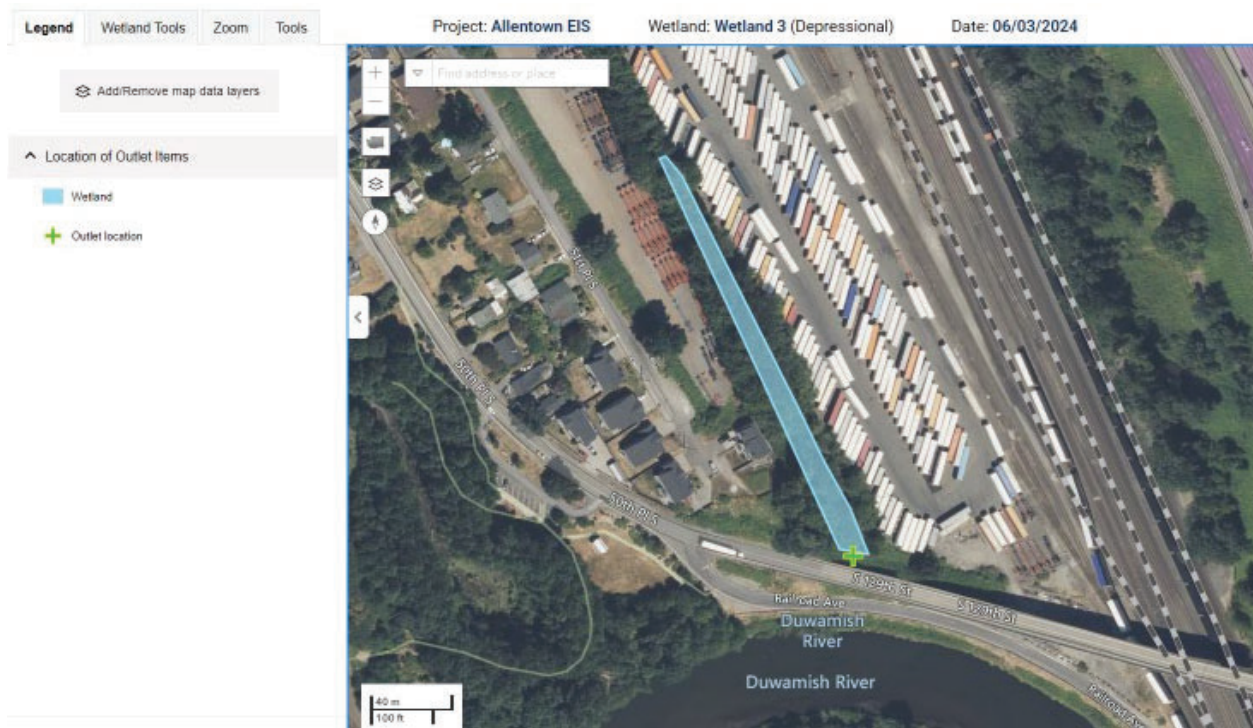 Legend Wetland Tools Zoom Tools
Project: Allentown EIS Wetland: Wetland 3 (Depressional) Date: 06/03/2024
Find address or place
Add/Remove map data layers
Location of Outlet Items
Wetland
Outlet location
50th Pl S
50th Pl S
S 129th St
S 129th St
Railroad Ave
Duwamish
River
Duwamish River
40 m
100 ft